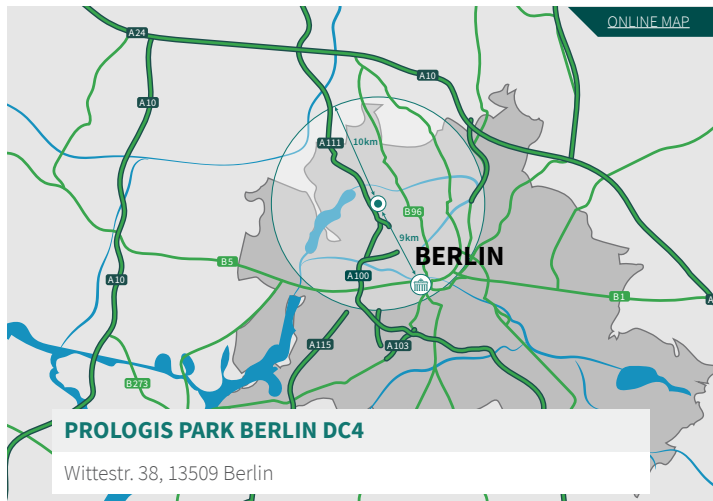 ONLINE MAP
A24
A10
A10
A111
10km
B96
9km
BERLIN
B5
A100
A10
B1
A
A115
A103
B273
PROLOGIS PARK BERLIN DC4
Wittestr. 38, 13509 Berlin